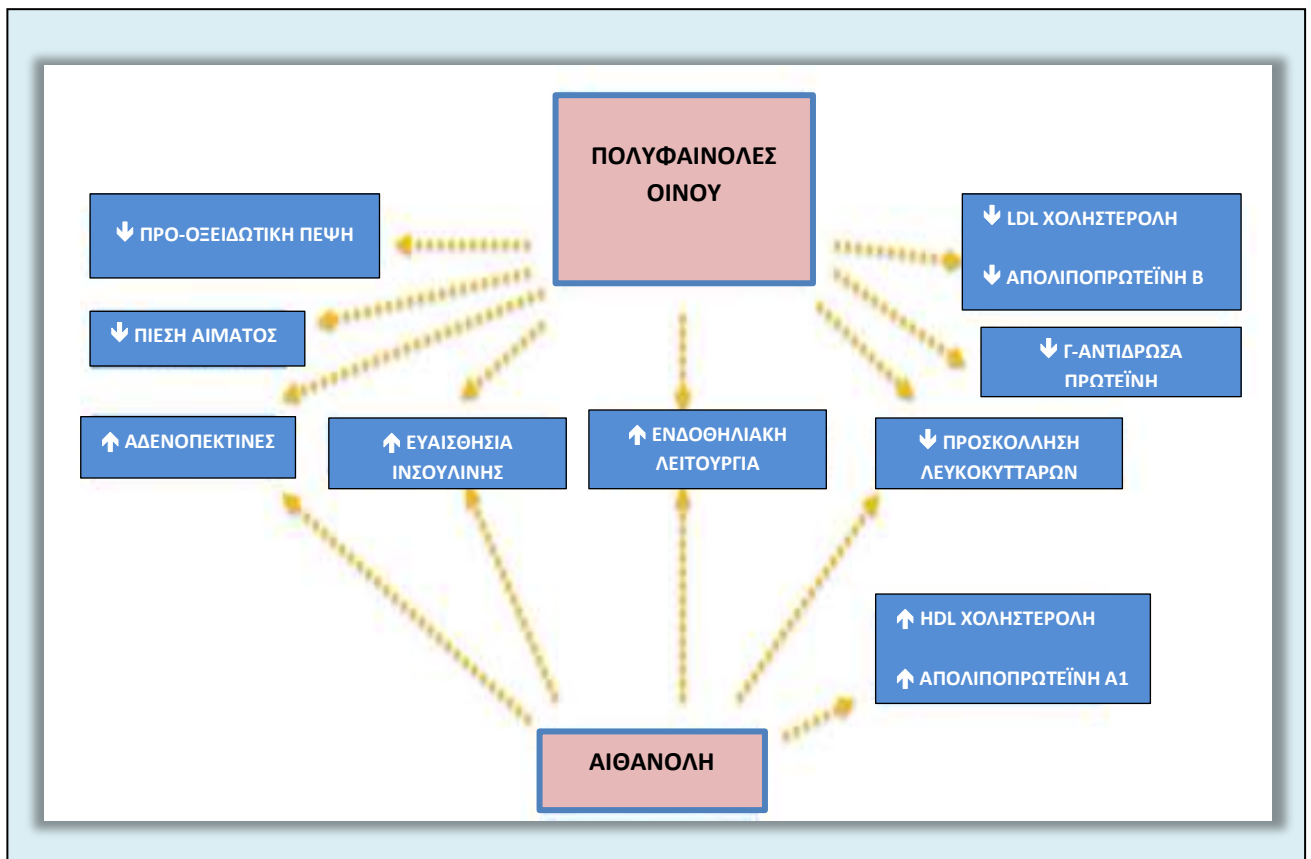 ΠΟΛΥΦΑΙΝΟΛΕΣ
ΟΙΝΟΥ
↓ ΠΡΟ-ΟΞΕΙΔΩΤΙΚΗ ΠΕΨΗ
↓ LDL ΧΟΛΗΣΤΕΡΟΛΗ
↓ ΑΠΟΛΙΠΟΠΡΩΤΕΪΝΗ Β
↓ ΠΙΕΣΗ ΑΙΜΑΤΟΣ
↓ Γ-ΑΝΤΙΔΡΩΣΑ
ΠΡΩΤΕΪΝΗ
↑ ΑΔΕΝΟΠΕΚΤΙΝΕΣ
↑ ΕΥΑΙΣΘΗΣΙΑ
ΙΝΣΟΥΛΙΝΗΣ
↑ ΕΝΔΟΘΗΛΙΑΚΗ
ΛΕΙΤΟΥΡΓΙΑ
↓ ΠΡΟΣΚΟΛΛΗΣΗ
ΛΕΥΚΟΚΥΤΤΑΡΩΝ
↑ HDL ΧΟΛΗΣΤΕΡΟΛΗ
↑ ΑΠΟΛΙΠΟΠΡΩΤΕΪΝΗ Α1
ΑΙΘΑΝΟΛΗ